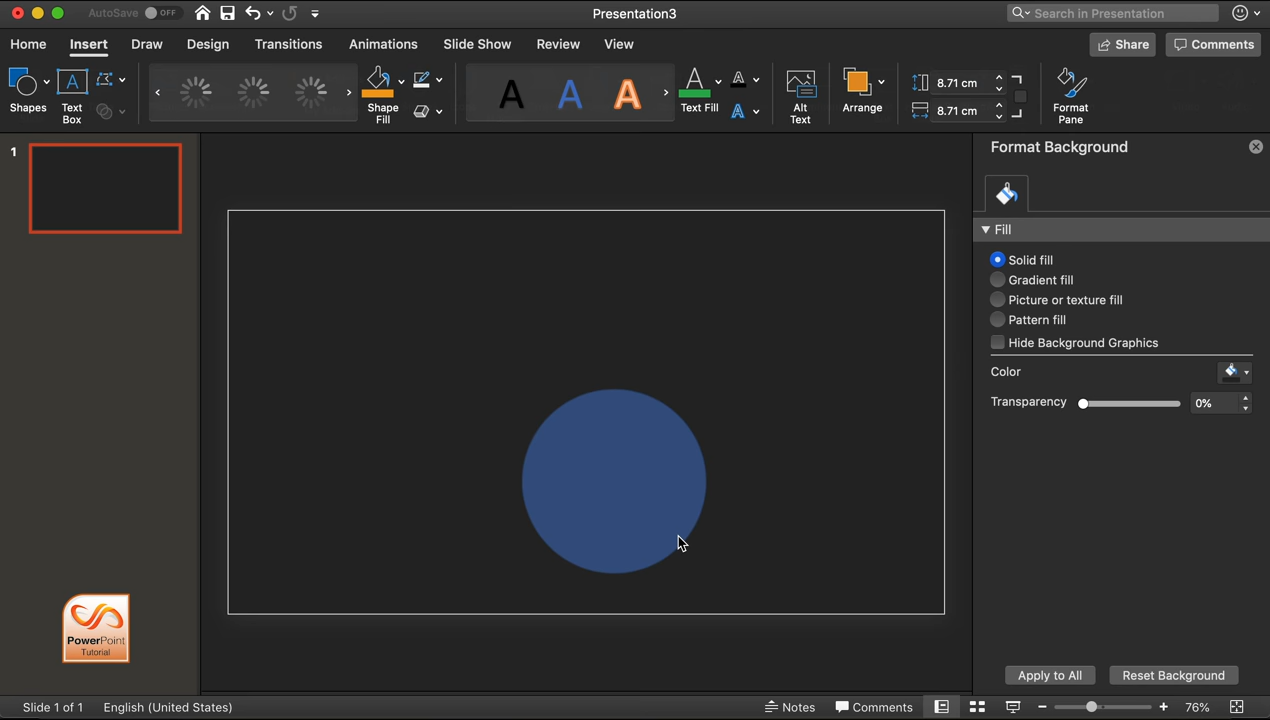 AutoSave OFF
Presentation3
Search in Presentation
Home Insert Draw Design Transitions Animations Slide Show Review View
Share Comments
A A A A A A A
8.71 cm
8.71 cm
Shapes
Text
Box
Shape
Fill
Text Fill
Alt
Text
Arrange
Format
Pane
1
Format Background
Fill
Solid fill
Gradient fill
Picture or texture fill
Pattern fill
Hide Background Graphics
Color
Transparency 0%
PowerPoint
Tutorial
Apply to All Reset Background
Slide 1 of 1 English (United States) Notes Comments 76%